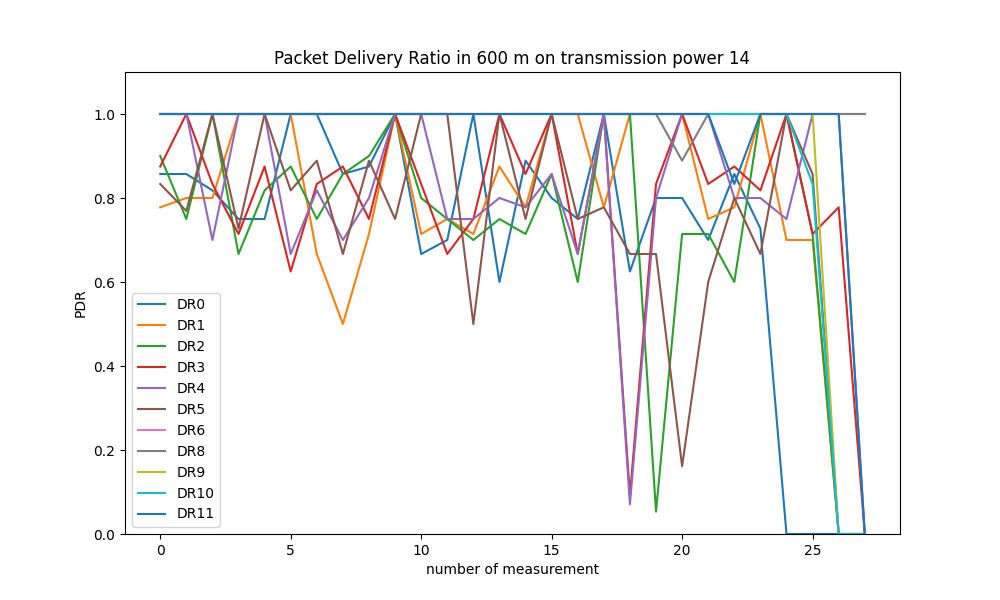 Packet Delivery Ratio in 600 m on transmission power 14
1.0
0.8
0.6
0.4
0.2
0.0
PDR
DR0
DR1
DR2
DR3
DR4
DR5
DR6
DR8
DR9
DR10
DR11
0 5 10 15 20 25
number of measurement